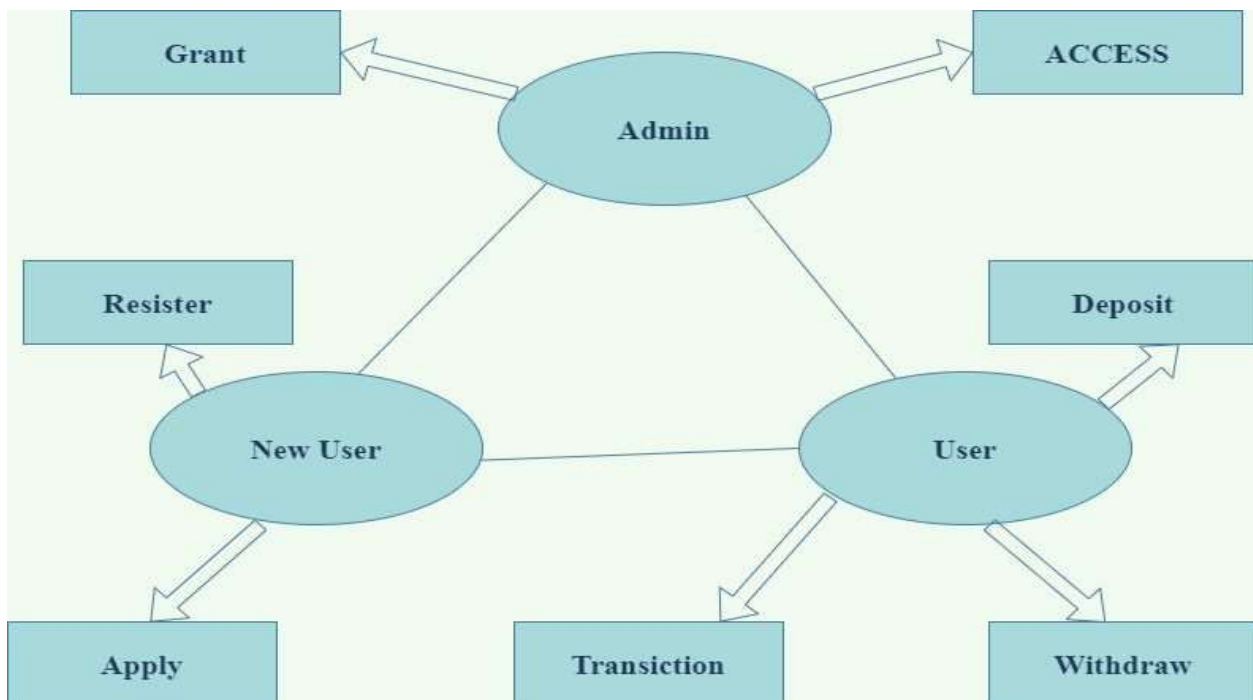 Grant
ACCESS
Admin
Resister
Deposit
New User
User
Apply
Transiction
Withdraw